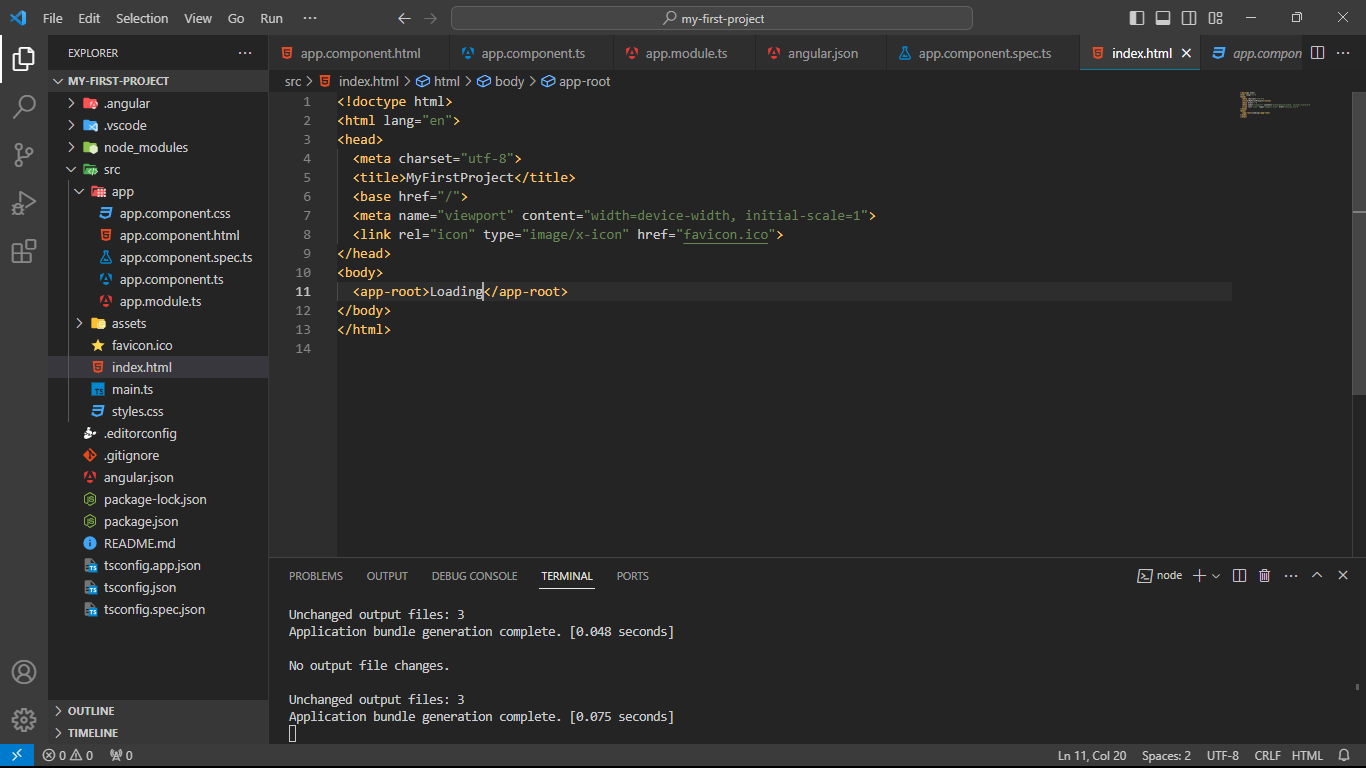 File Edit Selection View Go Run ···
my-first-project
EXPLORER ···
MY-FIRST-PROJECT
.angular
.vscode
node_modules
src
app
app.component.css
app.component.html
app.component.spec.ts
app.component.ts
app.module.ts
assets
favicon.ico
index.html
main.ts
styles.css
.editorconfig
.gitignore
angular.json
package-lock.json
package.json
README.md
tsconfig.app.json
tsconfig.json
tsconfig.spec.json
OUTLINE
TIMELINE
app.component.html app.component.ts app.module.ts angular.json app.component.spec.ts index.html app.compon
src > index.html > html > body > app-root
1 <!doctype html>
2 <html lang="en">
3 <head>
4 <meta charset="utf-8">
5 <title>MyFirstProject</title>
6 <base href="/">
7 <meta name="viewport" content="width=device-width, initial-scale=1">
8 <link rel="icon" type="image/x-icon" href="favicon.ico">
9 </head>
10 <body>
11 <app-root>Loading</app-root>
12 </body>
13 </html>
14
PROBLEMS OUTPUT DEBUG CONSOLE TERMINAL PORTS
node
Unchanged output files: 3
Application bundle generation complete. [0.048 seconds]
No output file changes.
Unchanged output files: 3
Application bundle generation complete. [0.075 seconds]
0 0 0
Ln 11, Col 20 Spaces: 2 UTF-8 CRLF HTML